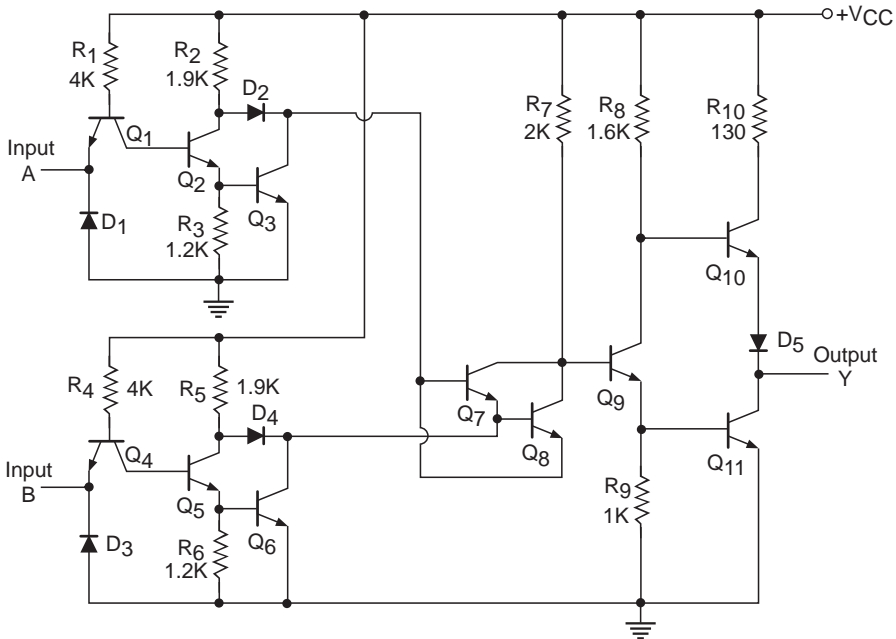 +VCC
R1
4K
R2
1.9K
D2
R7
2K
R8
1.6K
R10
130
Input
A
Q1
Q2
Q3
D1
R3
1.2K
Q10
R4
4K
R5
1.9K
D4
D5
Output
Y
Q7
Q8
Q9
Q11
Input
B
Q4
Q5
Q6
D3
R6
1.2K
R9
1K